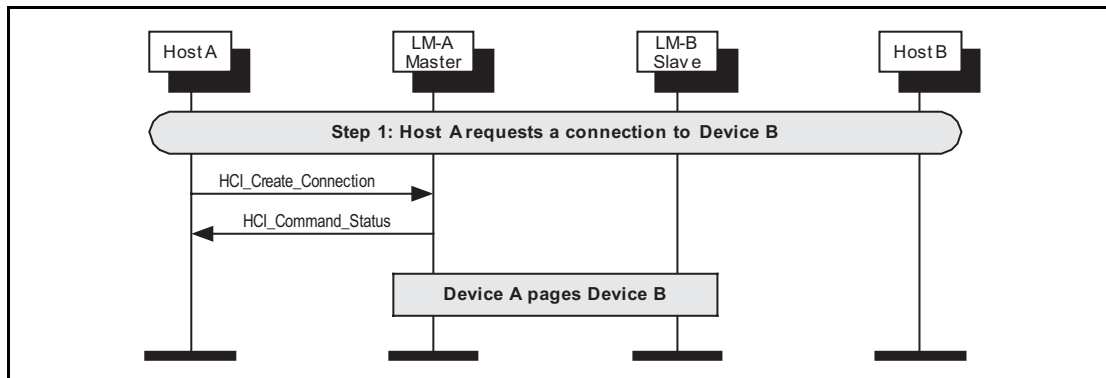 Host A
LM-A
Master
LM-B
Slave
Host B
Step 1: Host A requests a connection to Device B
HCI_Create_Connection
HCI_Command_Status
Device A pages Device B